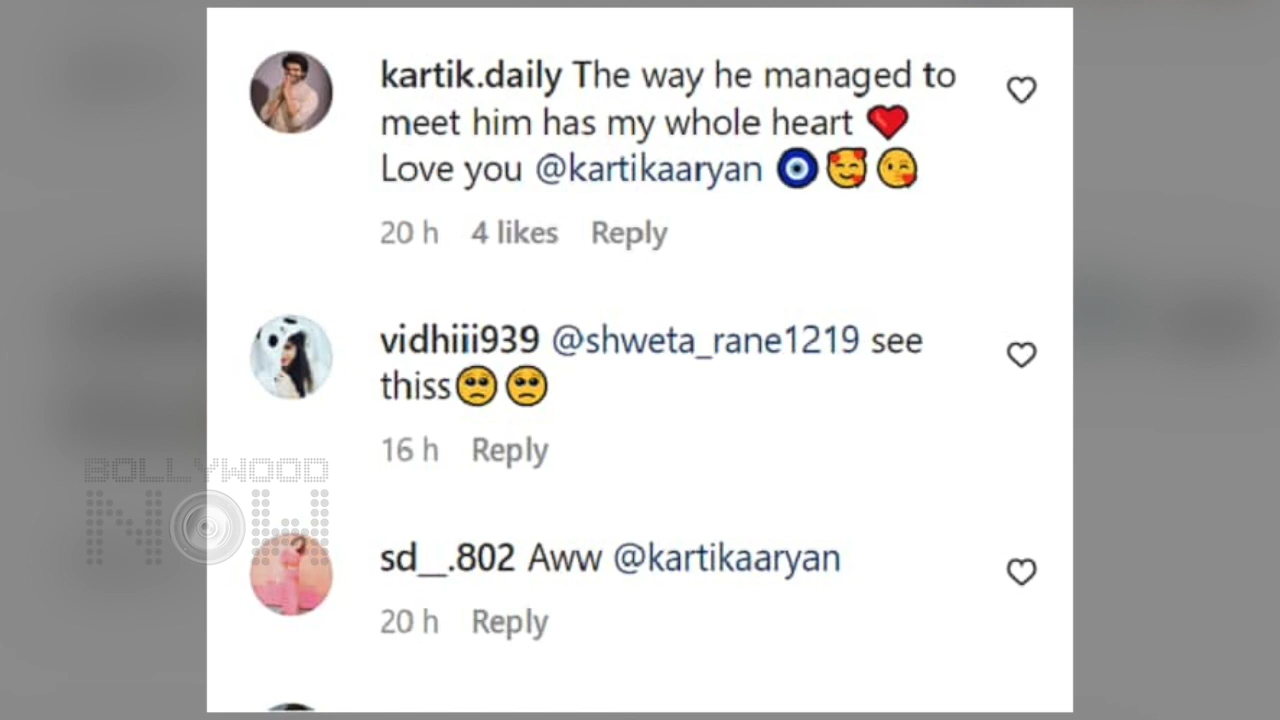 kartik.daily The way he managed to
meet him has my whole heart ❤️
Love you @kartikaaryan 🧿🥰😘
20 h 4 likes Reply
vidhiii939 @shweta_rane1219 see
thiss🥺🥺
16 h Reply
BOLLYWOOD
NOW
sd__.802 Aww @kartikaaryan
20 h Reply